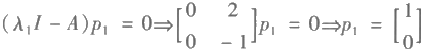 (λ₁I − A)p₁ = 0 ⇒ [0 2; 0 −1] p₁ = 0 ⇒ p₁ = [1; 0]